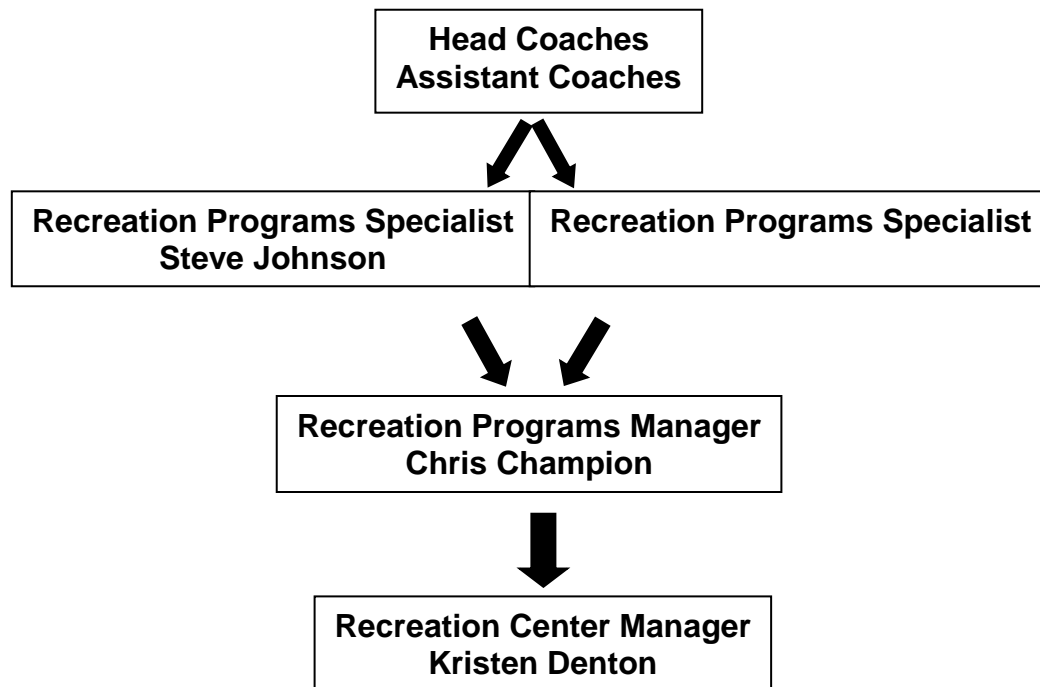 Head Coaches
Assistant Coaches
Recreation Programs Specialist
Steve Johnson
Recreation Programs Specialist
Recreation Programs Manager
Chris Champion
Recreation Center Manager
Kristen Denton